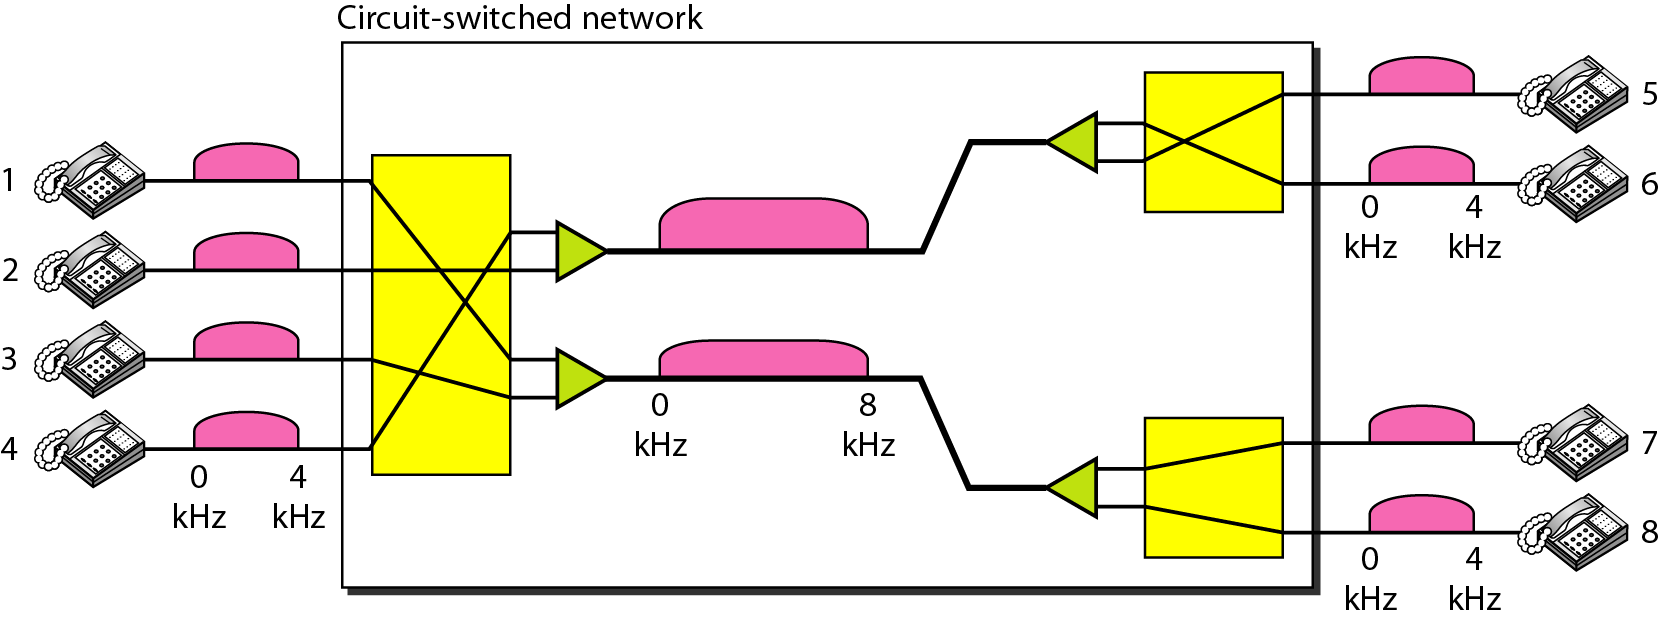 Circuit-switched network
1
2
3
4
0 4
kHz kHz
0 8
kHz kHz
5
6
0 4
kHz kHz
7
8
0 4
kHz kHz